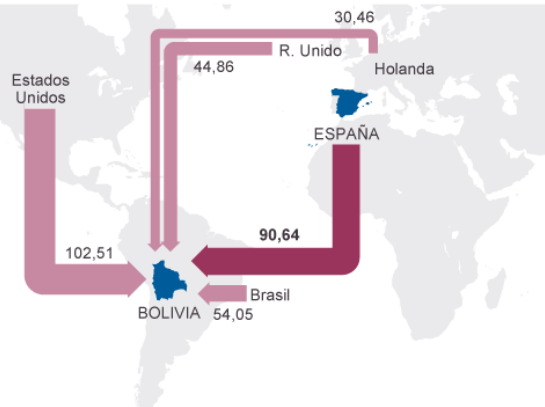 30,46
R. Unido
44,86
Holanda
Estados
Unidos
ESPAÑA
90,64
102,51
Brasil
BOLIVIA
54,05